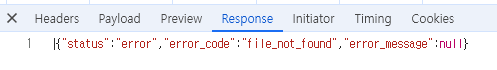 Headers Payload Preview Response Initiator Timing Cookies
1 {"status":"error","error_code":"file_not_found","error_message":null}